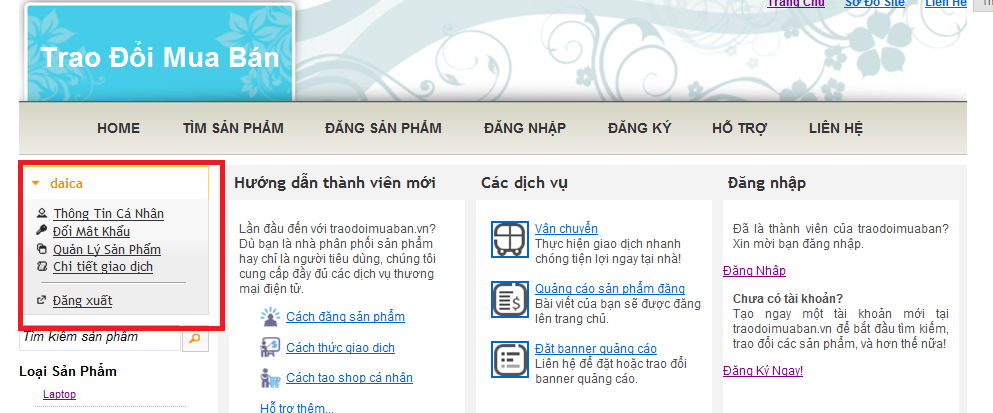 Trang Chủ Sơ Đồ Site Liên Hệ
Trao Đổi Mua Bán
HOME TÌM SẢN PHẨM ĐĂNG SẢN PHẨM ĐĂNG NHẬP ĐĂNG KÝ HỖ TRỢ LIÊN HỆ
daica
Thông Tin Cá Nhân
Đổi Mât Khẩu
Quản Lý Sản Phẩm
Chi tiết giao dịch
Đăng xuất
Tìm kiếm sản phẩm
Loại Sản Phẩm
Laptop
Hướng dẫn thành viên mới
Lần đầu đến với traodoimuaban.vn?
Dù bạn là nhà phân phối sản phẩm
hay chỉ là người tiêu dùng, chúng tôi
cung cấp đầy đủ các dịch vụ thương
mại điện tử.
Cách đăng sản phẩm
Cách thức giao dịch
Cách tạo shop cá nhân
Hỗ trợ thêm...
Các dịch vụ
Vận chuyển
Thực hiện giao dịch nhanh
chóng tiện lợi ngay tại nhà!
Quảng cáo sản phẩm đăng
Bài viết của bạn sẽ được đăng
lên trang chủ.
Đặt banner quảng cáo
Liên hệ để đặt hoặc trao đổi
banner quảng cáo.
Đăng nhập
Đã là thành viên của traodoimuaban?
Xin mời bạn đăng nhập.
Đăng Nhập
Chưa có tài khoản?
Tạo ngay một tài khoản mới tại
traodoimuaban.vn để bắt đầu tìm kiếm,
trao đổi các sản phẩm, và hơn thế nữa!
Đăng Ký Ngay!